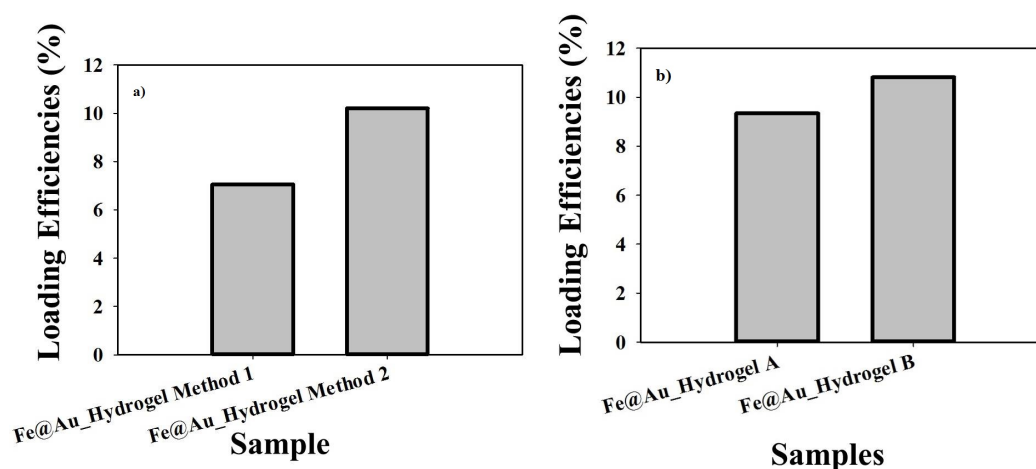 Loading Efficiencies (%)
12
10
8
6
4
2
0
a)
Fe@Au_Hydrogel Method 1
Fe@Au_Hydrogel Method 2
Sample
Loading Efficiencies (%)
12
10
8
6
4
2
0
b)
Fe@Au_Hydrogel A
Fe@Au_Hydrogel B
Samples